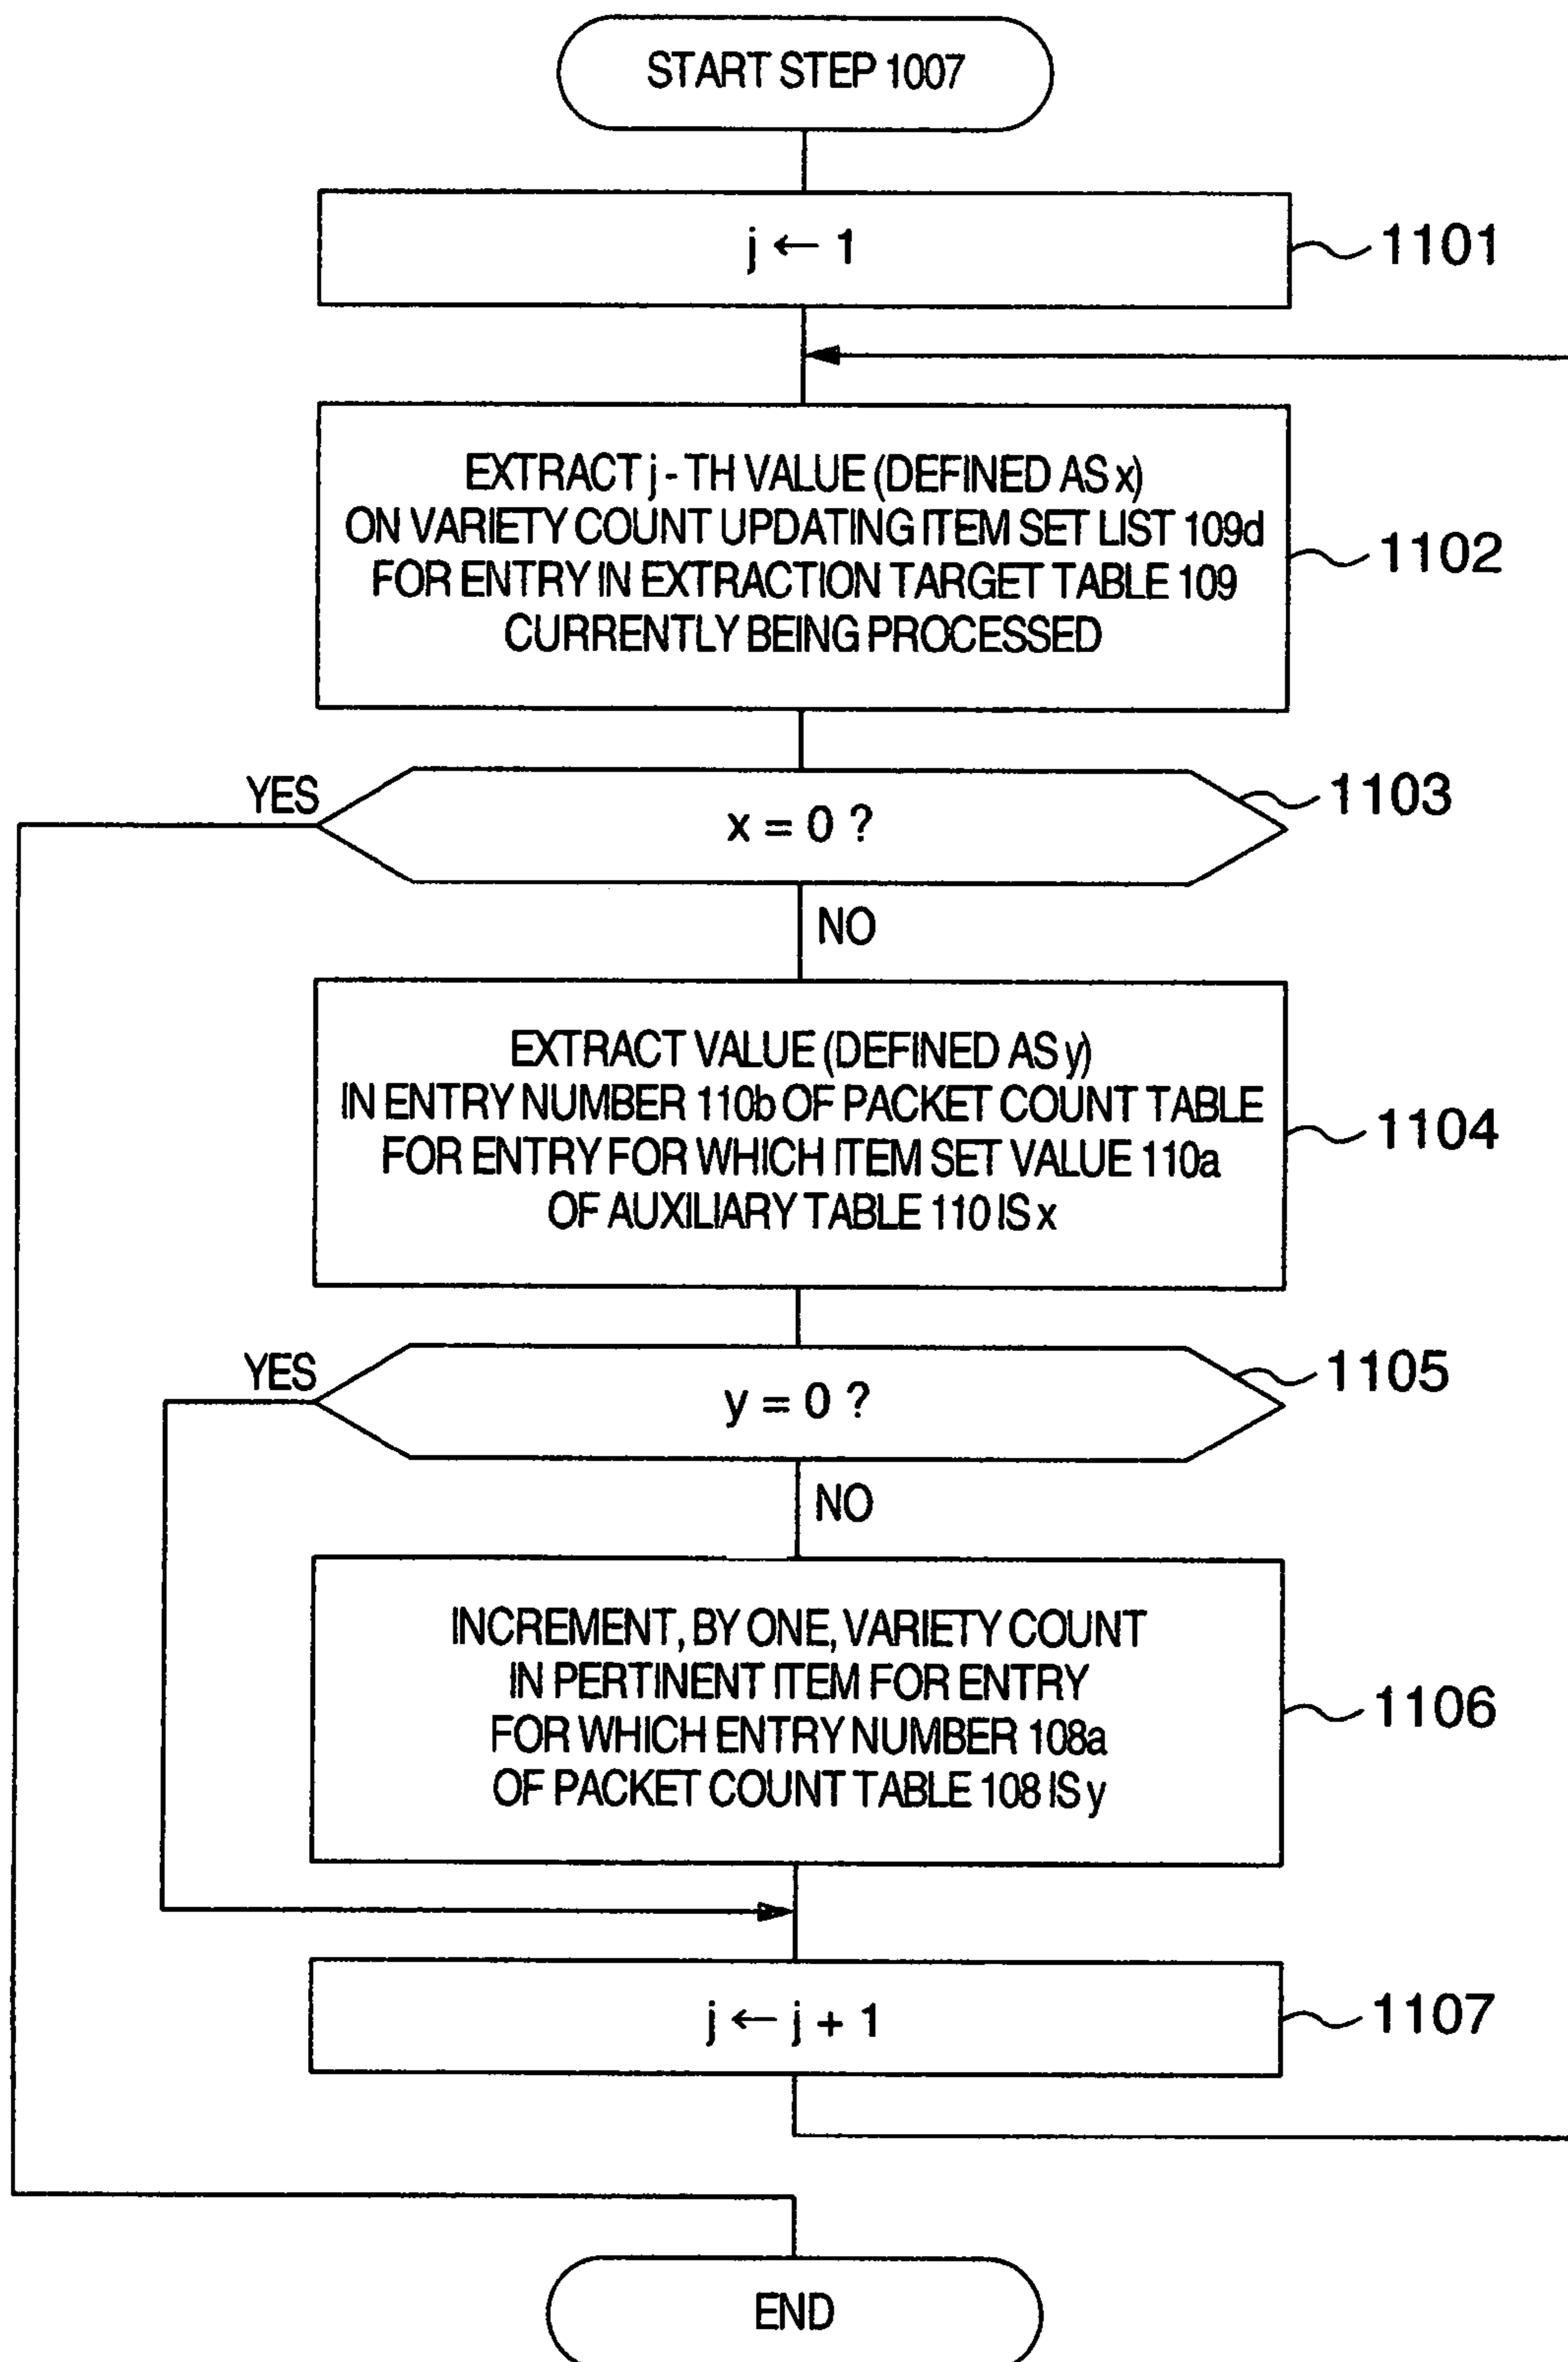 START STEP 1007
j ← 1
1101
EXTRACT j - TH VALUE (DEFINED AS x)
ON VARIETY COUNT UPDATING ITEM SET LIST 109d
FOR ENTRY IN EXTRACTION TARGET TABLE 109
CURRENTLY BEING PROCESSED
1102
YES
x = 0 ?
1103
NO
EXTRACT VALUE (DEFINED AS y)
IN ENTRY NUMBER 110b OF PACKET COUNT TABLE
FOR ENTRY FOR WHICH ITEM SET VALUE 110a
OF AUXILIARY TABLE 110 IS x
1104
YES
y = 0 ?
1105
NO
INCREMENT, BY ONE, VARIETY COUNT
IN PERTINENT ITEM FOR ENTRY
FOR WHICH ENTRY NUMBER 108a
OF PACKET COUNT TABLE 108 IS y
1106
j ← j + 1
1107
END